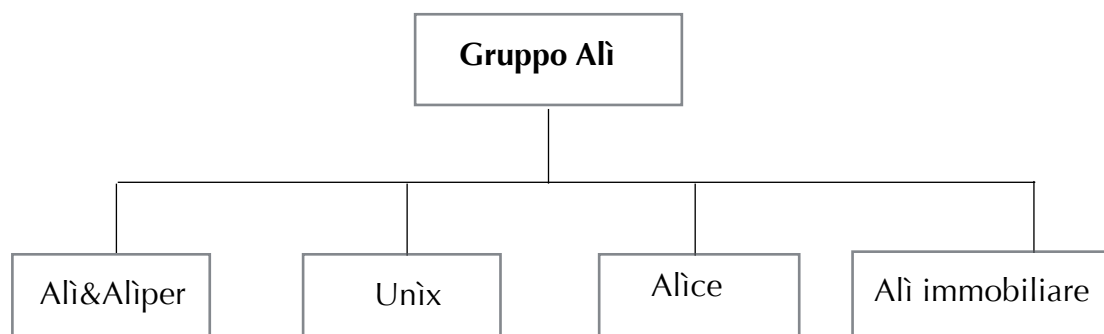 Gruppo Alì
Alì&Alìper
Unìx
Alìce
Alì immobiliare